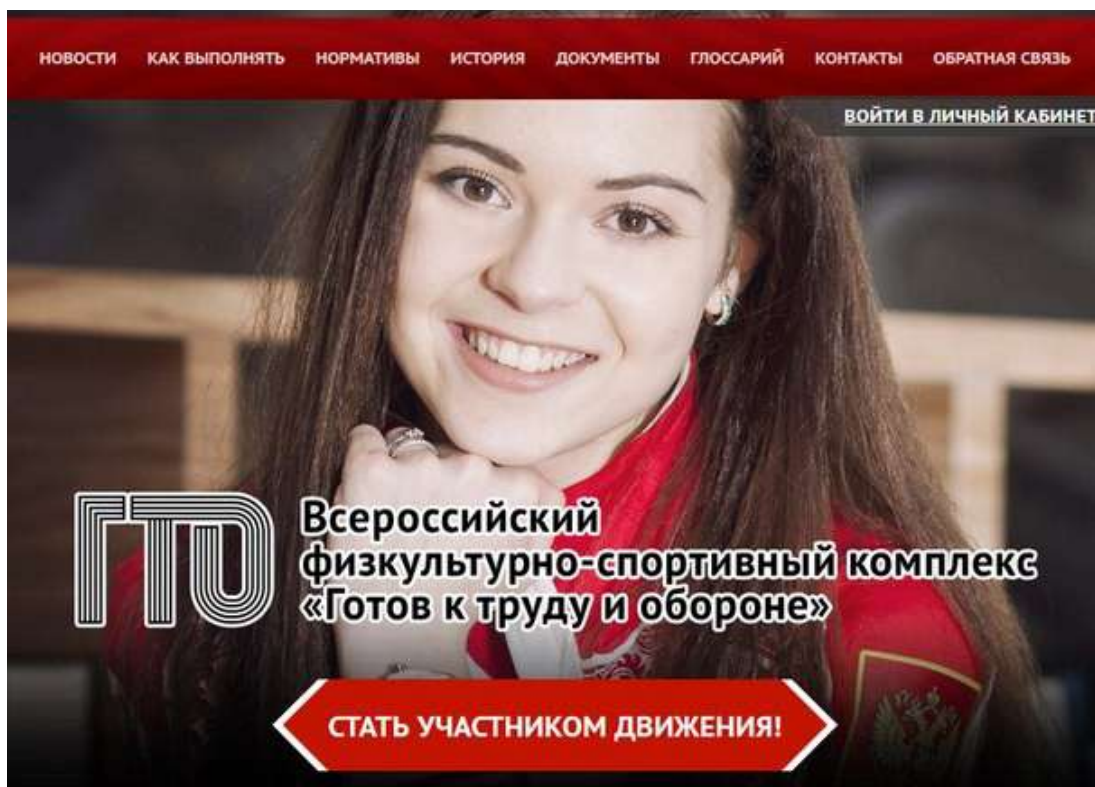 НОВОСТИ КАК ВЫПОЛНЯТЬ НОРМАТИВЫ ИСТОРИЯ ДОКУМЕНТЫ ГЛОССАРИЙ КОНТАКТЫ ОБРАТНАЯ СВЯЗЬ
ВОЙТИ В ЛИЧНЫЙ КАБИНЕТ
ГТО
Всероссийский
физкультурно-спортивный комплекс
«Готов к труду и обороне»
СТАТЬ УЧАСТНИКОМ ДВИЖЕНИЯ!